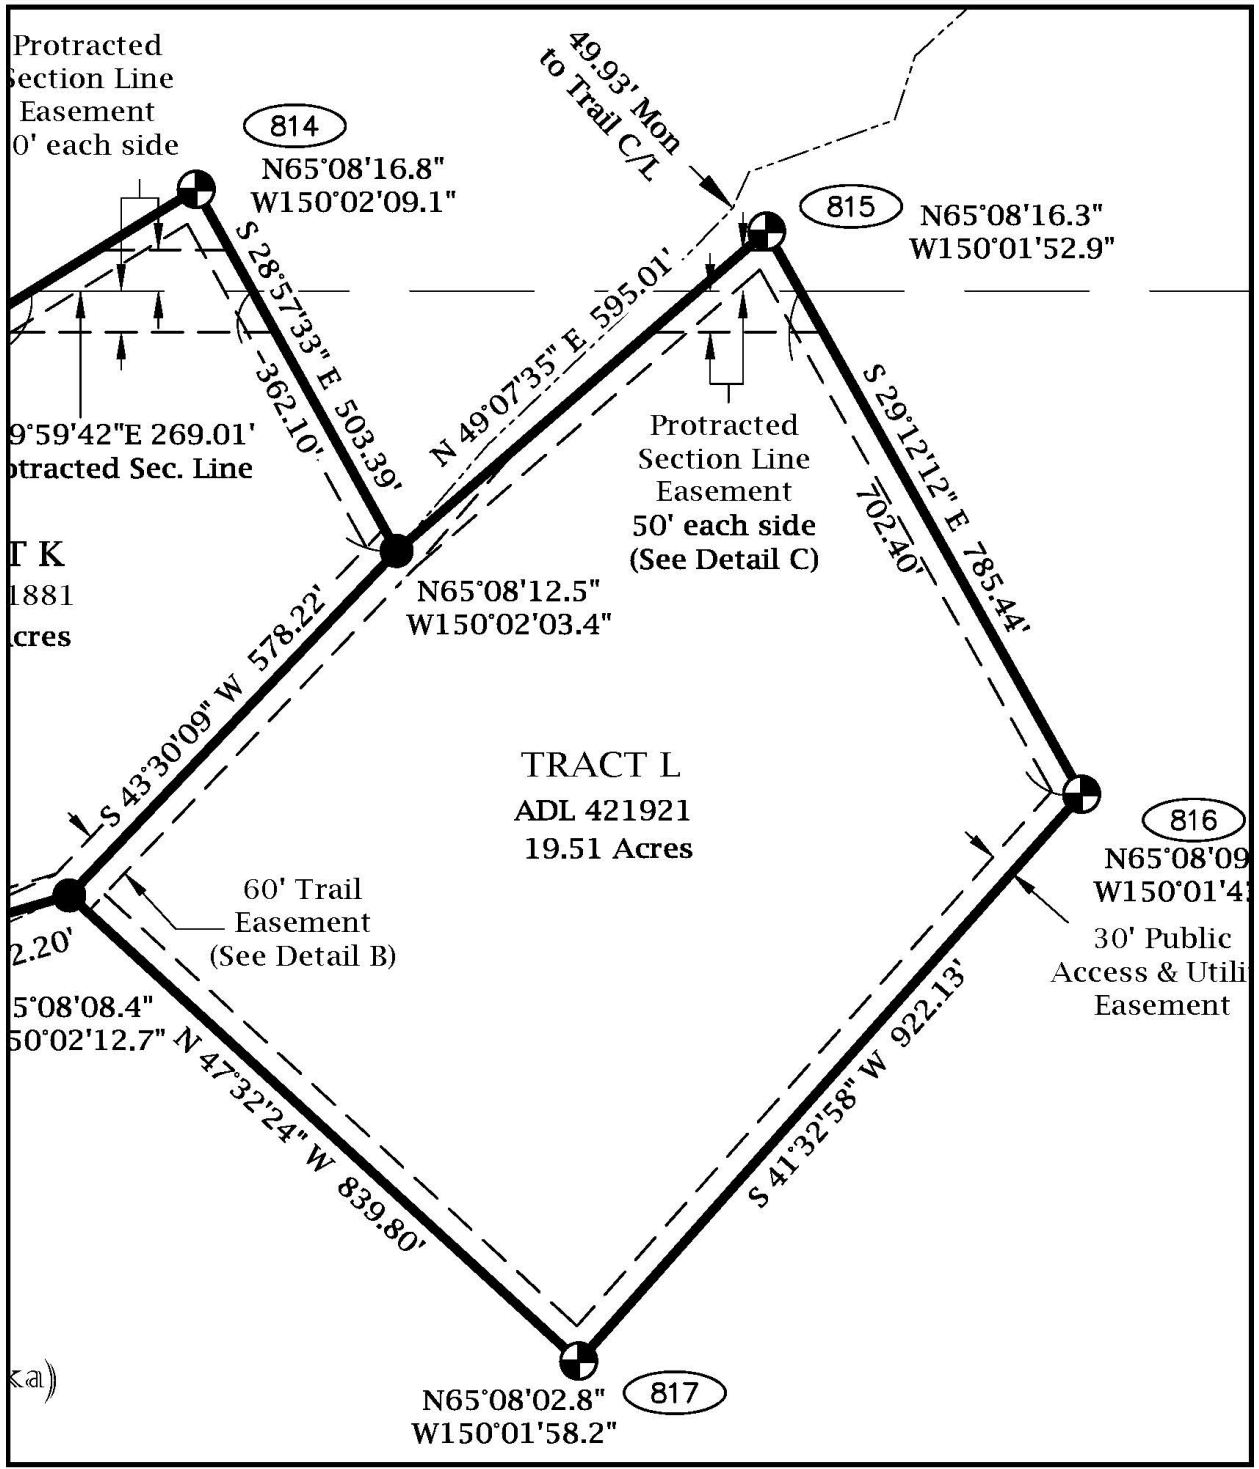 Protracted
Section Line
Easement
0' each side
814
N65°08'16.8"
W150°02'09.1"
49.93' Mon
to Trail C/L
815
N65°08'16.3"
W150°01'52.9"
S 28°57'33" E 503.39'
362.10'
N 49°07'35" E 595.01'
9°59'42"E 269.01'
otracted Sec. Line
Protracted
Section Line
Easement
50' each side
(See Detail C)
S 29°12'12" E 785.44'
702.40'
T K
1881
cres
N65°08'12.5"
W150°02'03.4"
S 43°30'09" W 578.22'
TRACT L
ADL 421921
19.51 Acres
816
N65°08'09
W150°01'4
60' Trail
Easement
(See Detail B)
30' Public
Access & Utili
Easement
2.20'
5°08'08.4"
50°02'12.7"
N 47°32'24" W 839.80'
S 41°32'58" W 922.13'
ka)
817
N65°08'02.8"
W150°01'58.2"